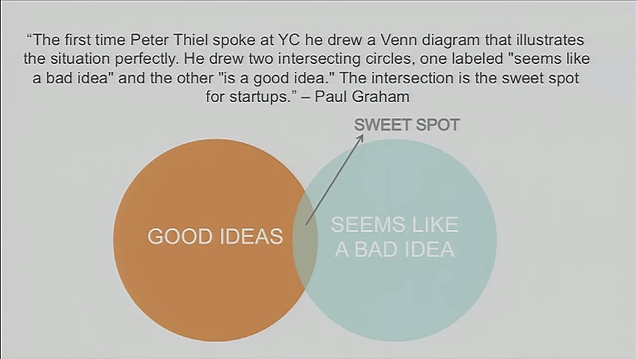 “The first time Peter Thiel spoke at YC he drew a Venn diagram that illustrates
the situation perfectly. He drew two intersecting circles, one labeled "seems like
a bad idea" and the other "is a good idea." The intersection is the sweet spot
for startups.” – Paul Graham
SWEET SPOT
GOOD IDEAS
SEEMS LIKE
A BAD IDEA